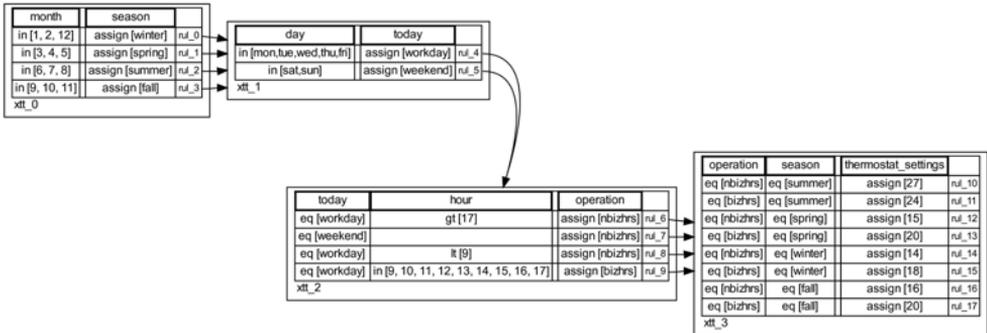 month season
in [1, 2, 12] assign [winter] rul_0
in [3, 4, 5] assign [spring] rul_1
in [6, 7, 8] assign [summer] rul_2
in [9, 10, 11] assign [fall] rul_3
xtt_0
day today
in [mon,tue,wed,thu,fri] assign [workday] rul_4
in [sat,sun] assign [weekend] rul_5
xtt_1
today hour operation
eq [workday] gt [17] assign [nbizhrs] rul_6
eq [weekend] assign [nbizhrs] rul_7
eq [workday] lt [9] assign [nbizhrs] rul_8
eq [workday] in [9, 10, 11, 12, 13, 14, 15, 16, 17] assign [bizhrs] rul_9
xtt_2
operation season thermostat_settings
eq [nbizhrs] eq [summer] assign [27] rul_10
eq [bizhrs] eq [summer] assign [24] rul_11
eq [nbizhrs] eq [spring] assign [15] rul_12
eq [bizhrs] eq [spring] assign [20] rul_13
eq [nbizhrs] eq [winter] assign [14] rul_14
eq [bizhrs] eq [winter] assign [18] rul_15
eq [nbizhrs] eq [fall] assign [16] rul_16
eq [bizhrs] eq [fall] assign [20] rul_17
xtt_3